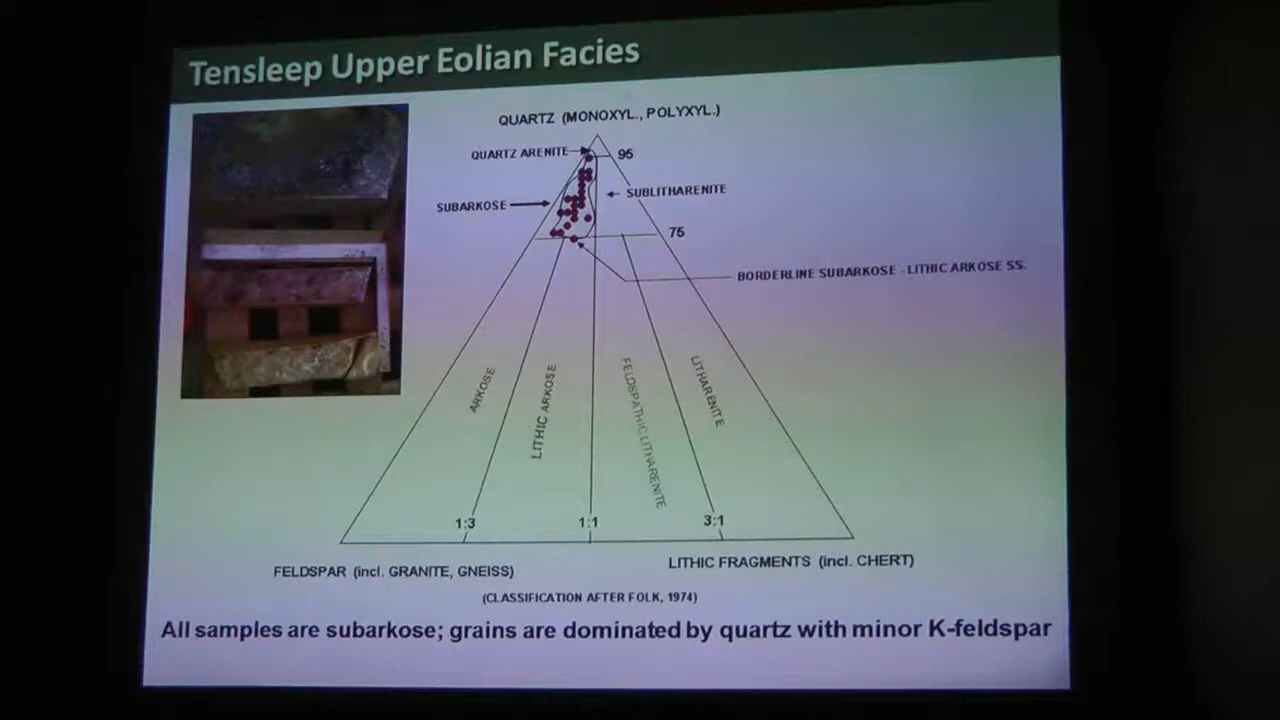 Tensleep Upper Eolian Facies
QUARTZ (MONOXYL., POLYXYL.)
QUARTZ ARENITE
95
SUBLITHARENITE
SUBARKOSE
75
BORDERLINE SUBARKOSE - LITHIC ARKOSE SS.
ARKOSE
LITHIC ARKOSE
FELDSPATHIC LITHARENITE
LITHARENITE
1:3
1:1
3:1
FELDSPAR (incl. GRANITE, GNEISS)
LITHIC FRAGMENTS (incl. CHERT)
(CLASSIFICATION AFTER FOLK, 1974)
All samples are subarkose; grains are dominated by quartz with minor K-feldspar